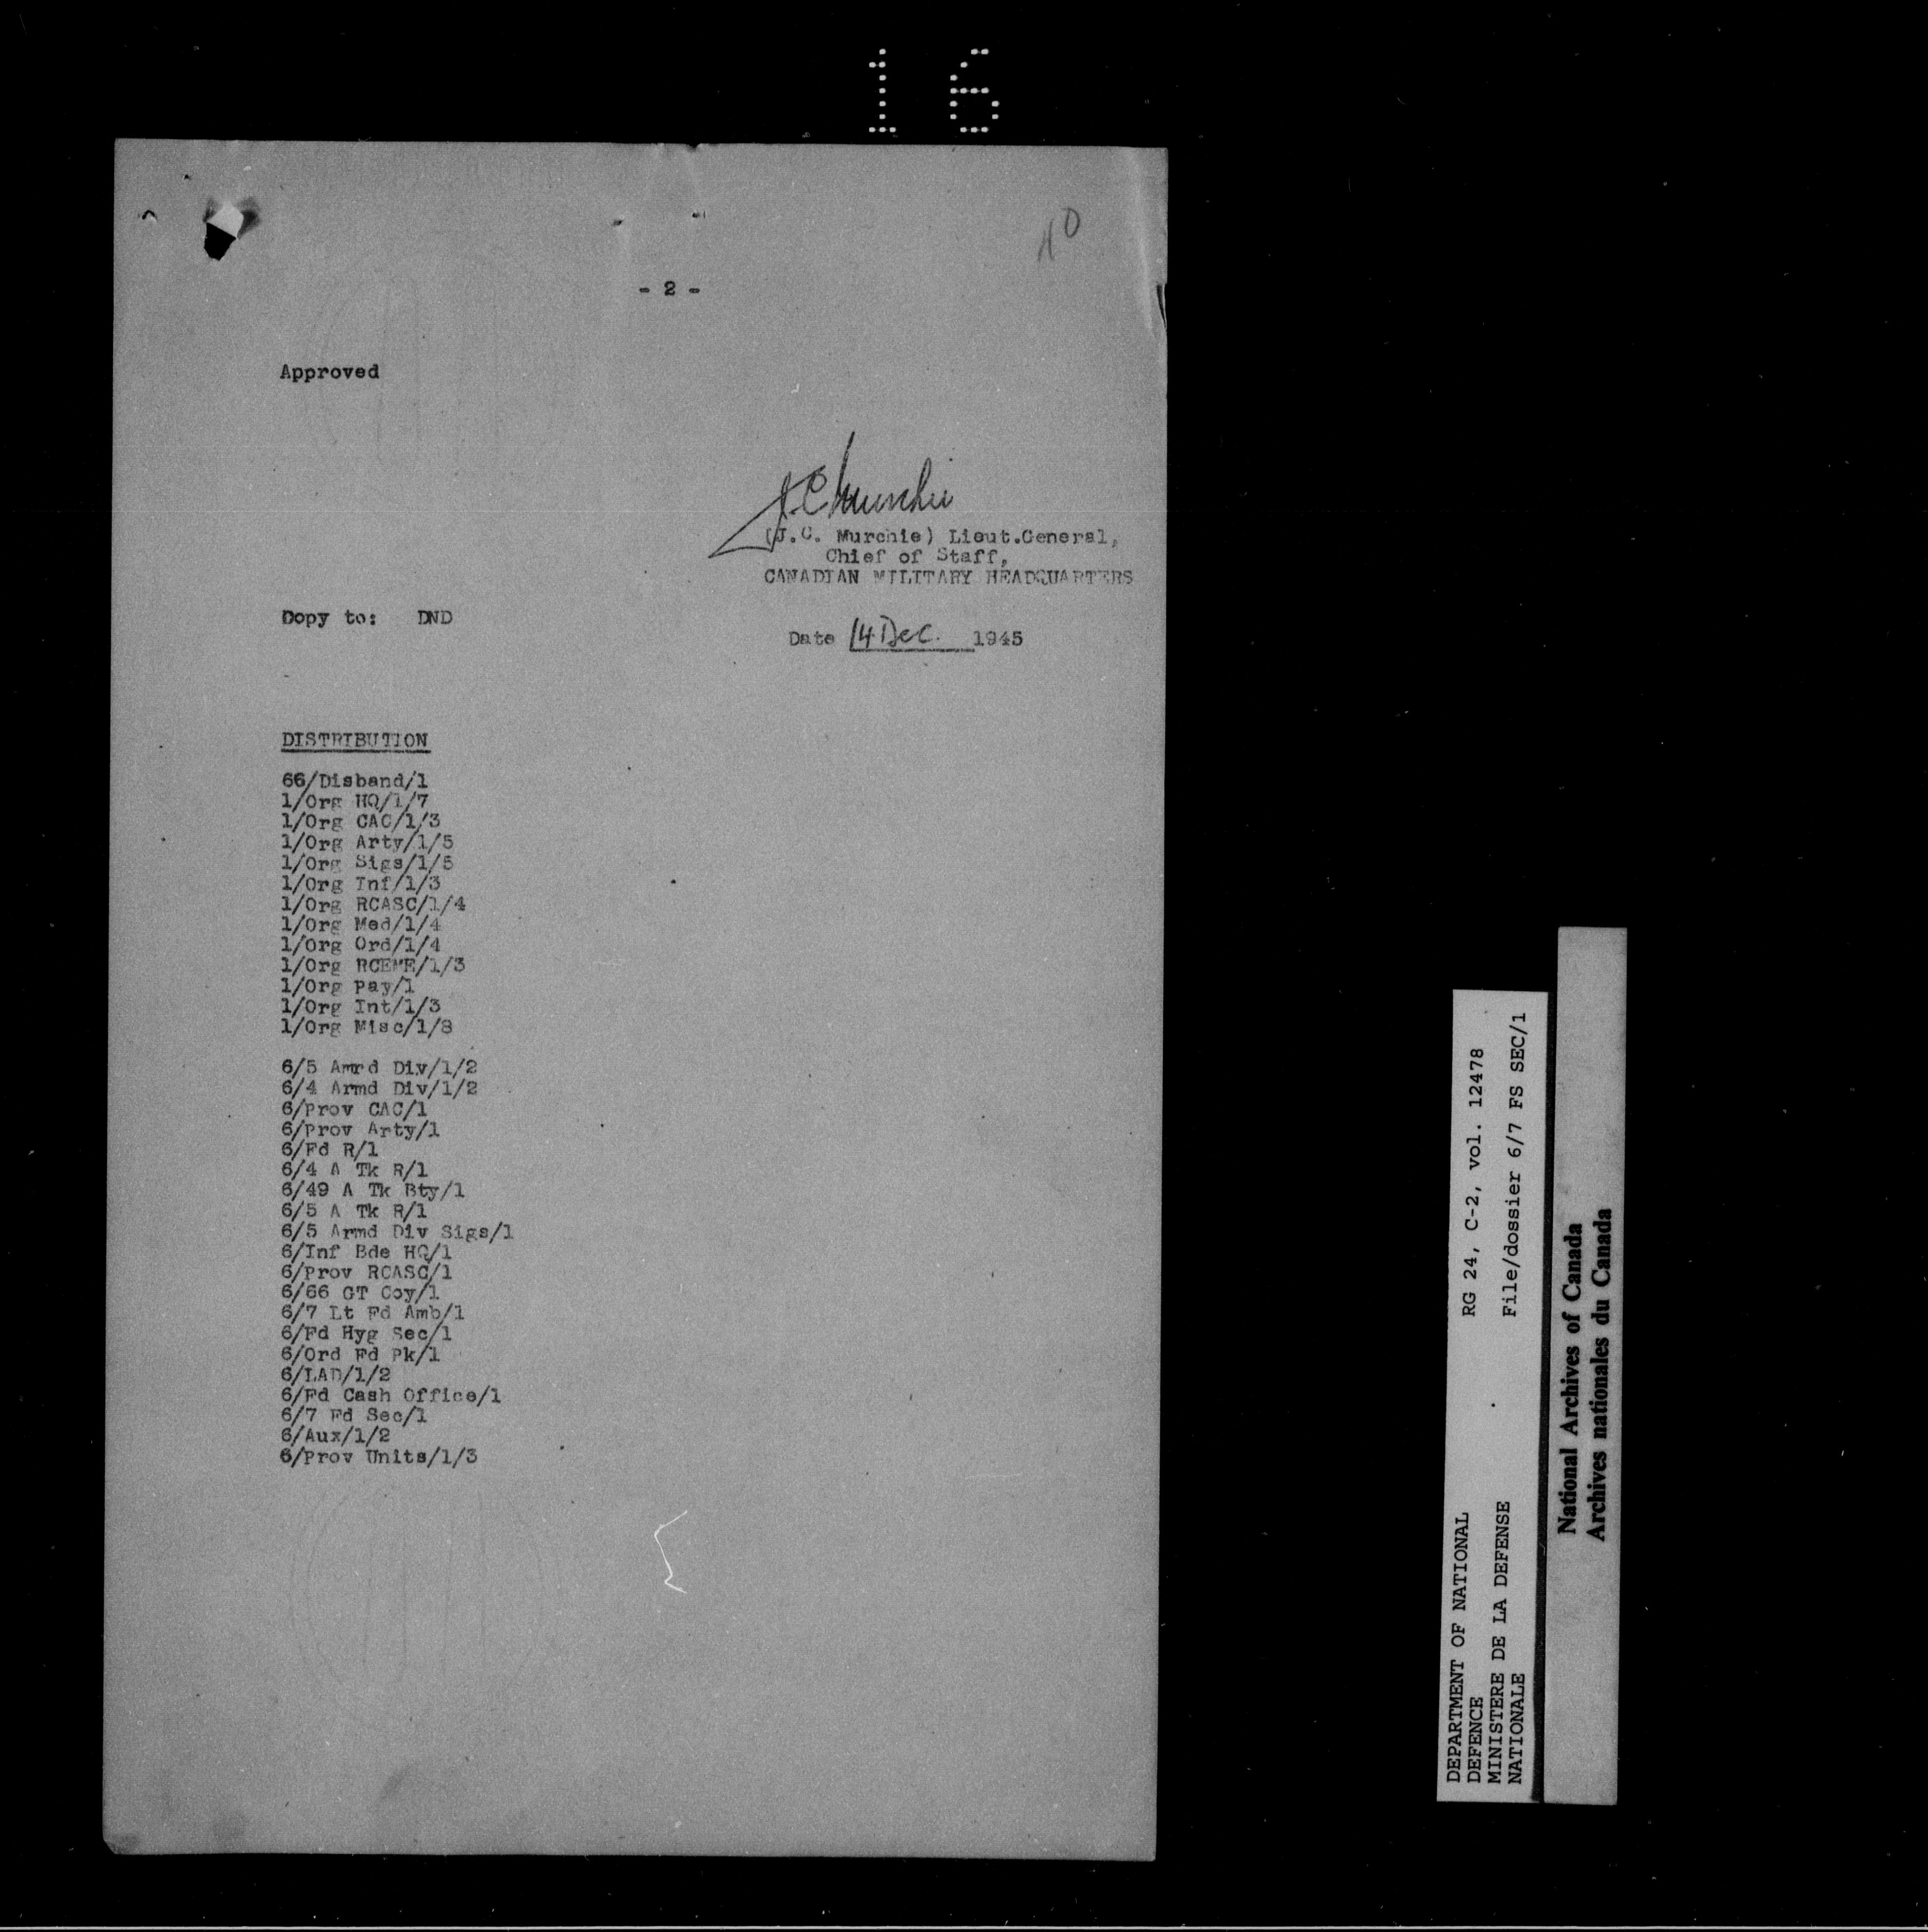 16
40
- 2 -
Approved
J.C. Murchie
(J.C. Murchie) Lieut.General,
Chief of Staff,
CANADIAN MILITARY HEADQUARTERS
Copy to: DND
Date 14 Dec. 1945
DISTRIBUTION
66/Disband/1
1/Org HQ/1/7
1/Org CAC/1/3
1/Org Arty/1/5
1/Org Sigs/1/5
1/Org Inf/1/3
1/Org RCASC/1/4
1/Org Med/1/4
1/Org Ord/1/4
1/Org RCEME/1/3
1/Org Pay/1
1/Org Int/1/3
1/Org Misc/1/8
6/5 Amrd Div/1/2
6/4 Armd Div/1/2
6/Prov CAC/1
6/Prov Arty/1
6/Fd R/1
6/4 A Tk R/1
6/49 A Tk Bty/1
6/5 A Tk R/1
6/5 Armd Div Sigs/1
6/Inf Bde HQ/1
6/Prov RCASC/1
6/66 GT Coy/1
6/7 Lt Fd Amb/1
6/Fd Hyg Sec/1
6/Ord Fd Pk/1
6/LAD/1/2
6/Fd Cash Office/1
6/7 Fd Sec/1
6/Aux/1/2
6/Prov Units/1/3
DEPARTMENT OF NATIONAL
DEFENCE
MINISTERE DE LA DEFENSE
NATIONALE
RG 24, C-2, vol. 12478
File/dossier 6/7 FS SEC/1
National Archives of Canada
Archives nationales du Canada